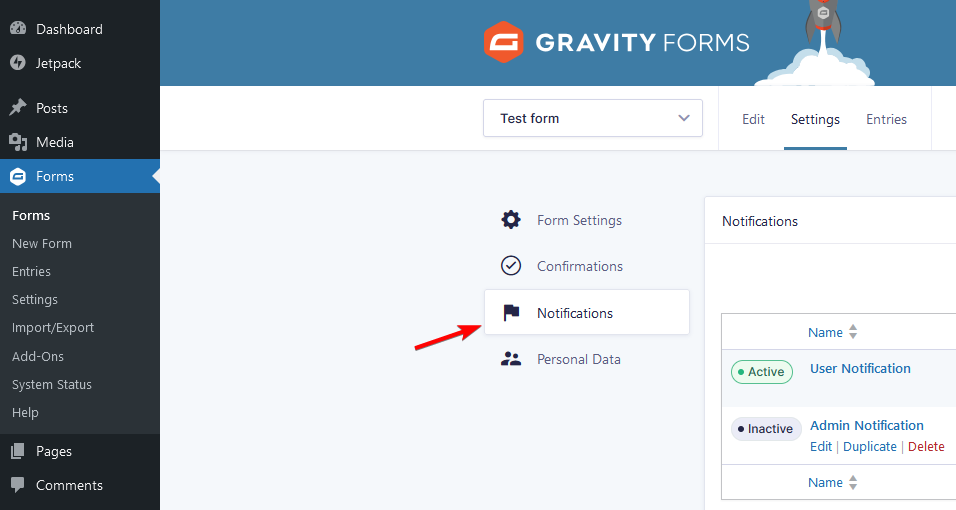 Dashboard
Jetpack
Posts
Media
Forms
Forms
New Form
Entries
Settings
Import/Export
Add-Ons
System Status
Help
Pages
Comments
GRAVITY FORMS
Test form
Edit Settings Entries
Form Settings
Confirmations
Notifications
Personal Data
Notifications
Name
Active User Notification
Inactive Admin Notification
Edit | Duplicate | Delete
Name